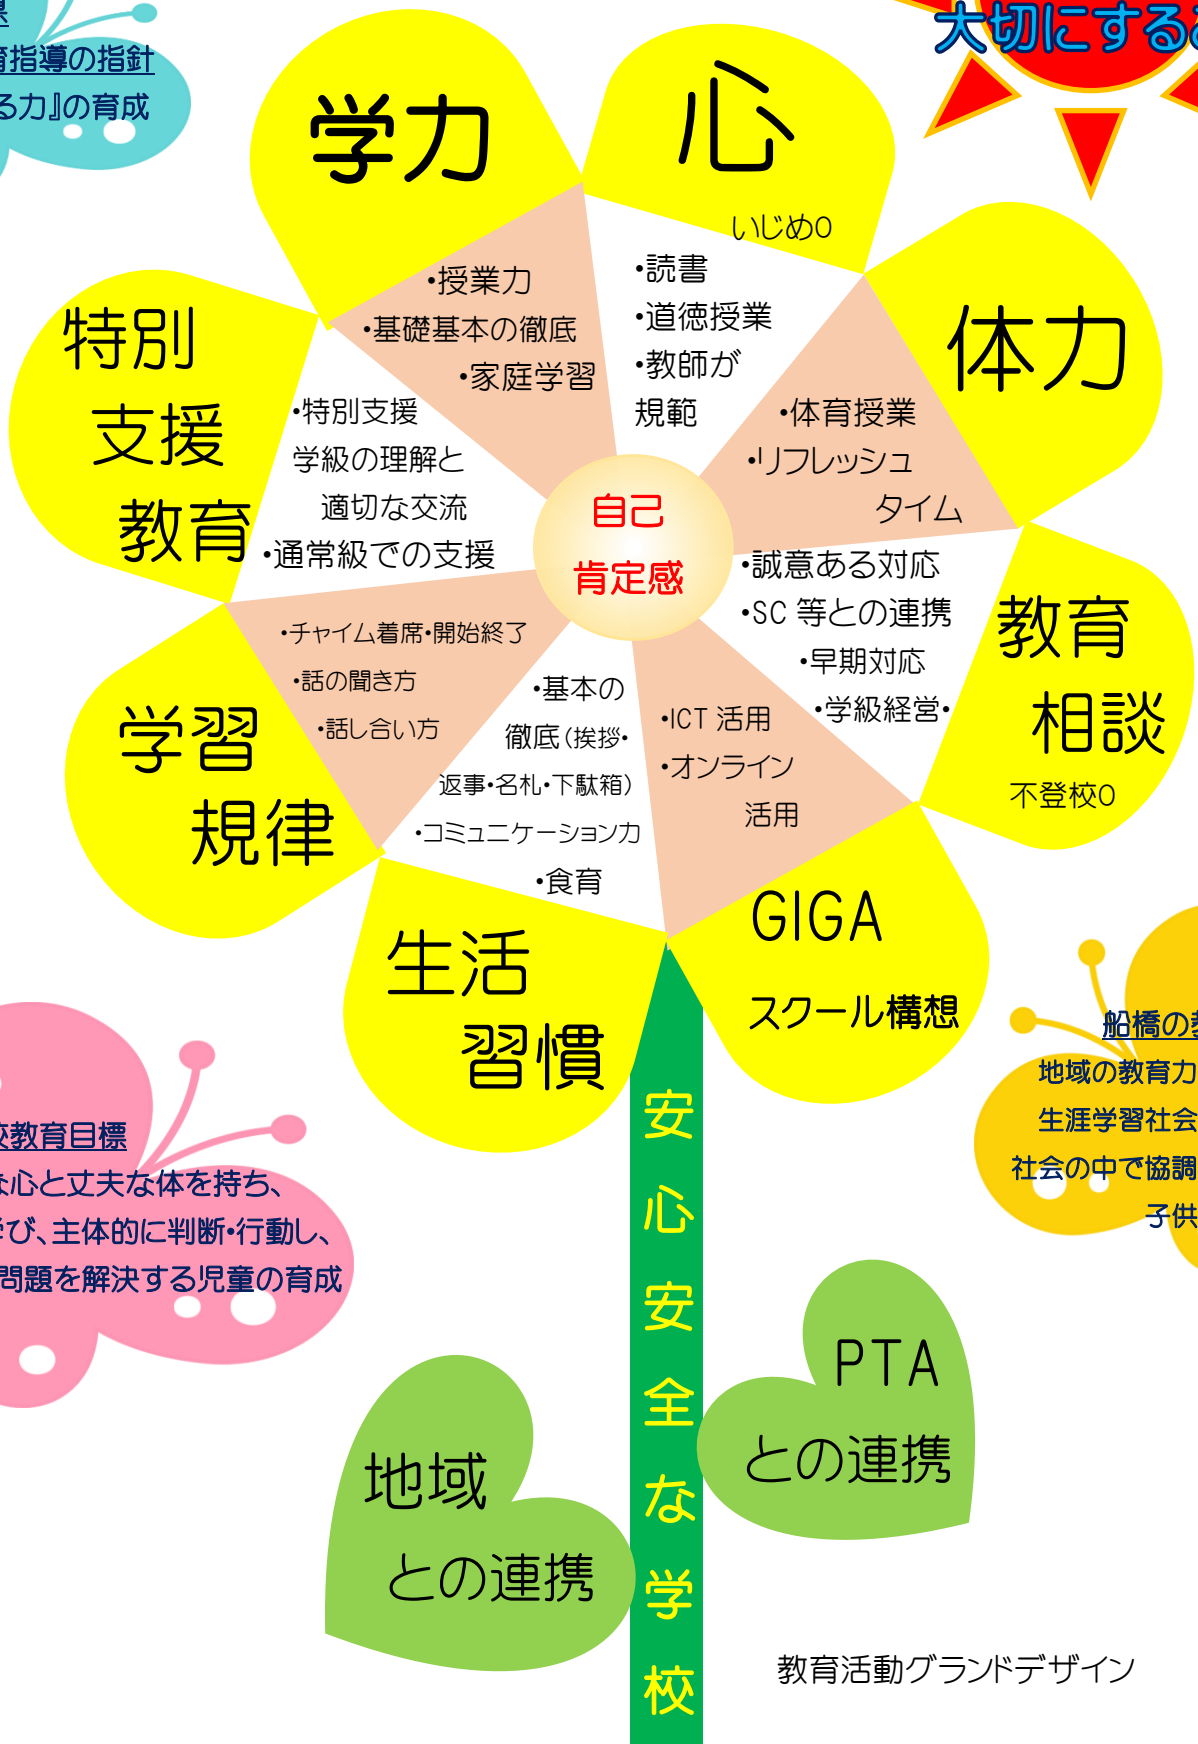 育指導の指針
る力』の育成
大切にする
学力
・授業力
・基礎基本の徹底
・家庭学習
心
いじめ0
・読書
・道徳授業
・教師が
規範
体力
・体育授業
・リフレッシュ
タイム
教育
相談
不登校0
・誠意ある対応
・SC 等との連携
・早期対応
・学級経営・
GIGA
スクール構想
・ICT 活用
・オンライン
活用
生活
習慣
・基本の
徹底(挨拶・
返事・名札・下駄箱)
・コミュニケーション力
・食育
学習
規律
・チャイム着席・開始終了
・話の聞き方
・話し合い方
特別
支援
教育
・特別支援
学級の理解と
適切な交流
・通常級での支援
自己
肯定感
校教育目標
な心と丈夫な体を持ち、
学び、主体的に判断・行動し、
問題を解決する児童の育成
船橋の教
地域の教育力
生涯学習社会
社会の中で協調
子供
安心安全な学校
PTA
との連携
地域
との連携
教育活動グランドデザイン